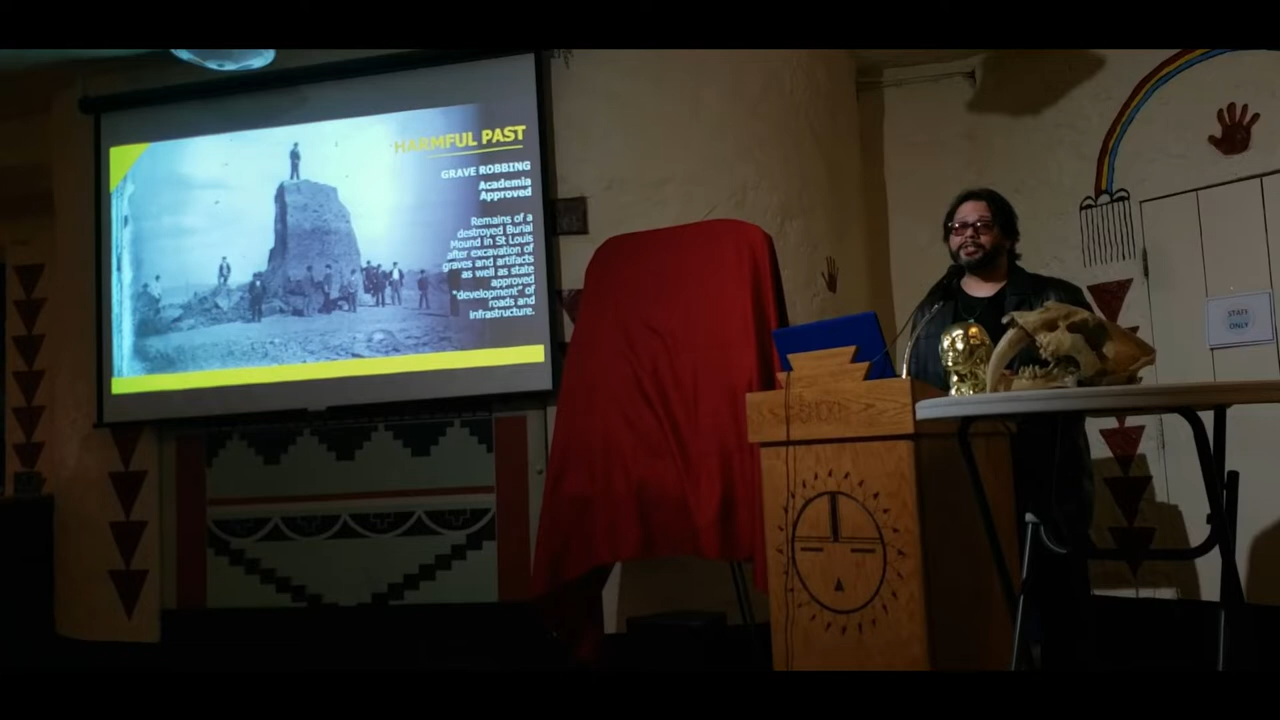 HARMFUL PAST
GRAVE ROBBING
Academia
Approved
Remains of a
destroyed Burial
Mound in St Louis
after excavation of
graves and artifacts
as well as state
approved
“development” of
roads and
infrastructure.
SMOKI
STAFF
ONLY